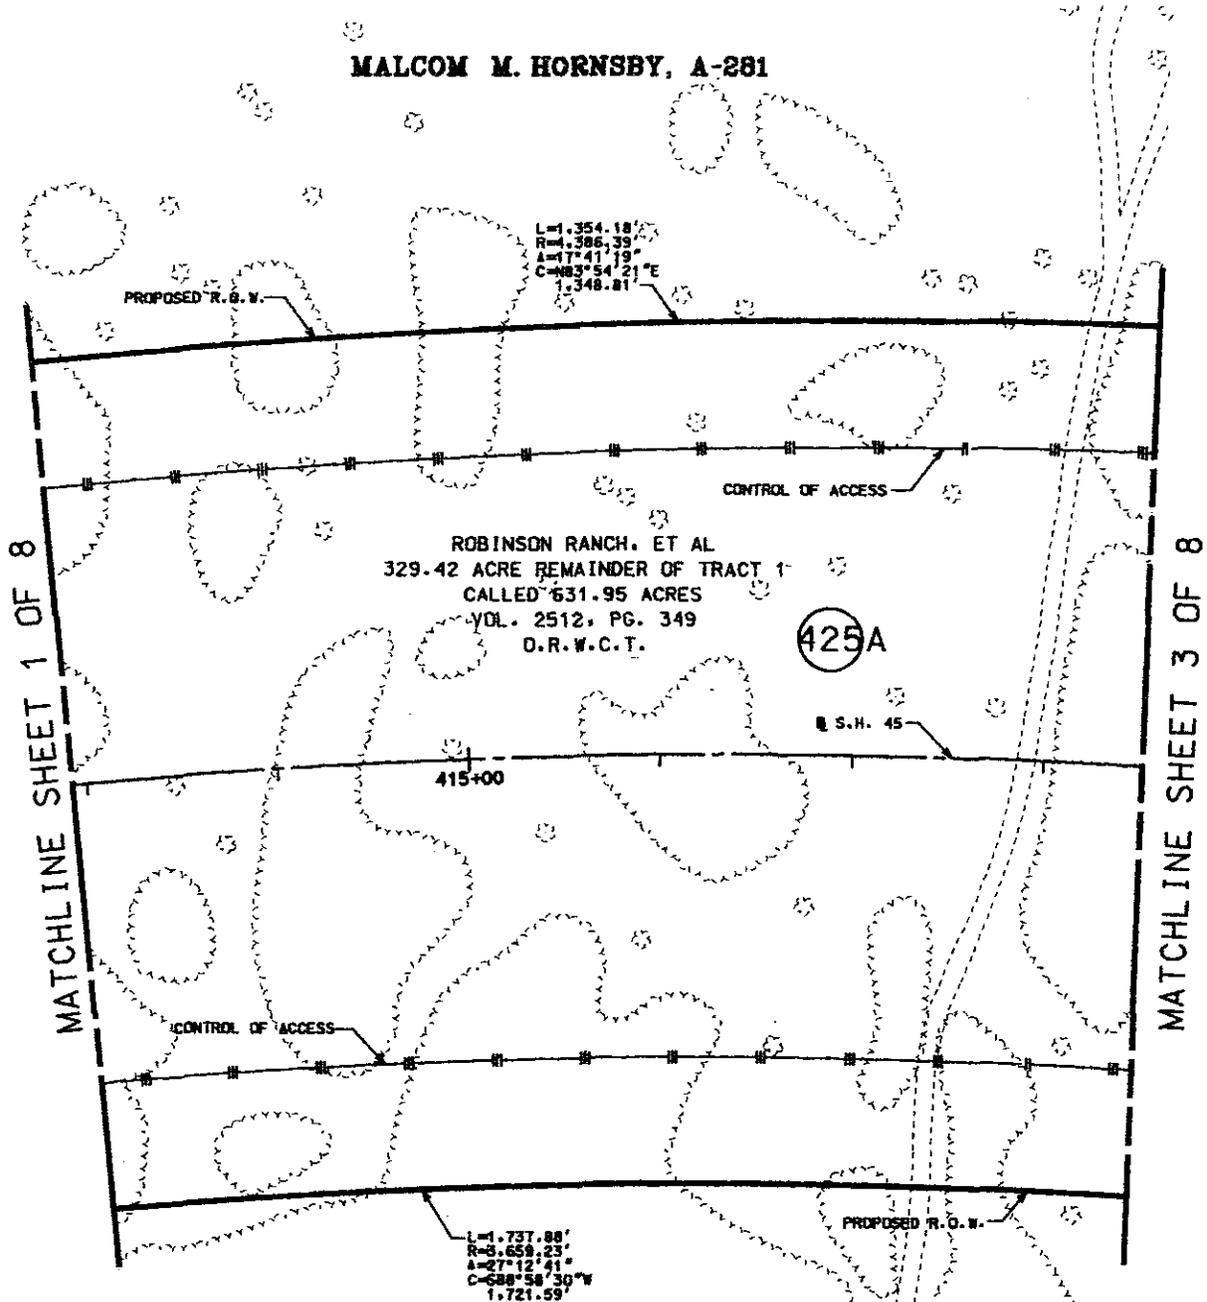 MALCOM M. HORNSBY, A-281
L=1,354.18'
R=4,386.39'
Δ=17°41'19"
C=N83°54'21"E
1,348.81'
PROPOSED R.O.W.
CONTROL OF ACCESS
ROBINSON RANCH, ET AL
329.42 ACRE REMAINDER OF TRACT 1
CALLED 631.95 ACRES
VOL. 2512, PG. 349
D.R.W.C.T.
425A
MATCHLINE SHEET 1 OF 8
MATCHLINE SHEET 3 OF 8
S.H. 45
415+00
CONTROL OF ACCESS
PROPOSED R.O.W.
L=1,737.88'
R=3,659.23'
Δ=27°12'41"
C=S88°58'30"W
1,721.59'